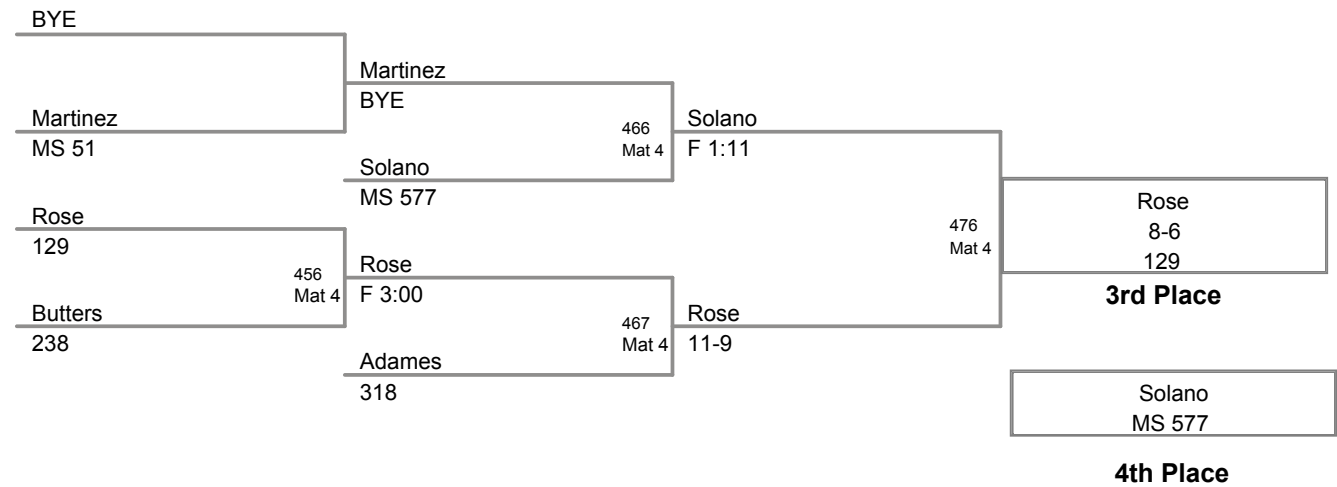 BYE
Martinez
BYE
Martinez
MS 51
466
Mat 4
Solano
F 1:11
Solano
MS 577
Rose
129
456
Mat 4
Rose
F 3:00
Butters
238
467
Mat 4
Rose
11-9
Adames
318
476
Mat 4
Rose
8-6
129
3rd Place
Solano
MS 577
4th Place